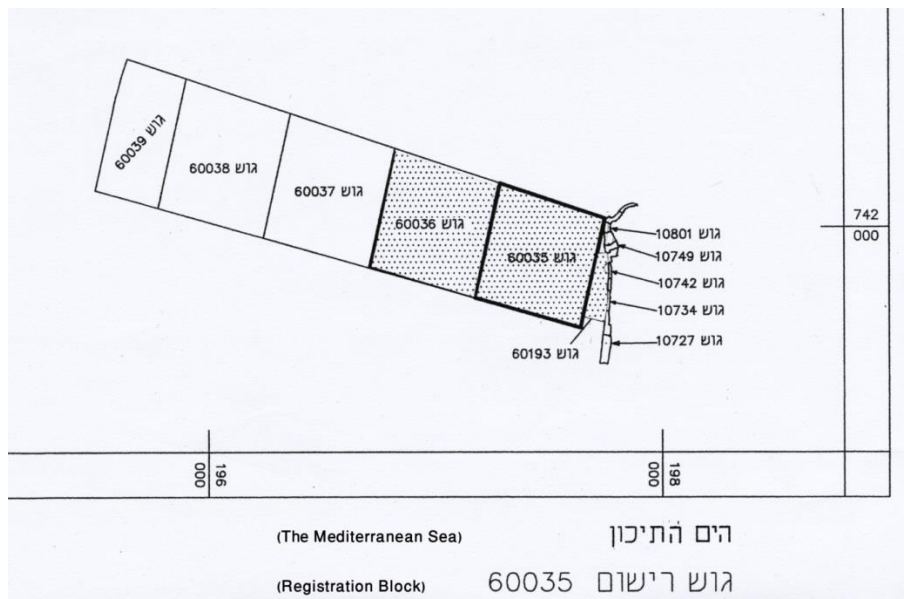 742
000
גוש 60039
גוש 60038
גוש 60037
גוש 60036
גוש 60035
גוש 10801
גוש 10749
גוש 10742
גוש 10734
גוש 10727
גוש 60193
196
000
198
000
הים התיכון (The Mediterranean Sea)
גוש רישום 60035 (Registration Block)